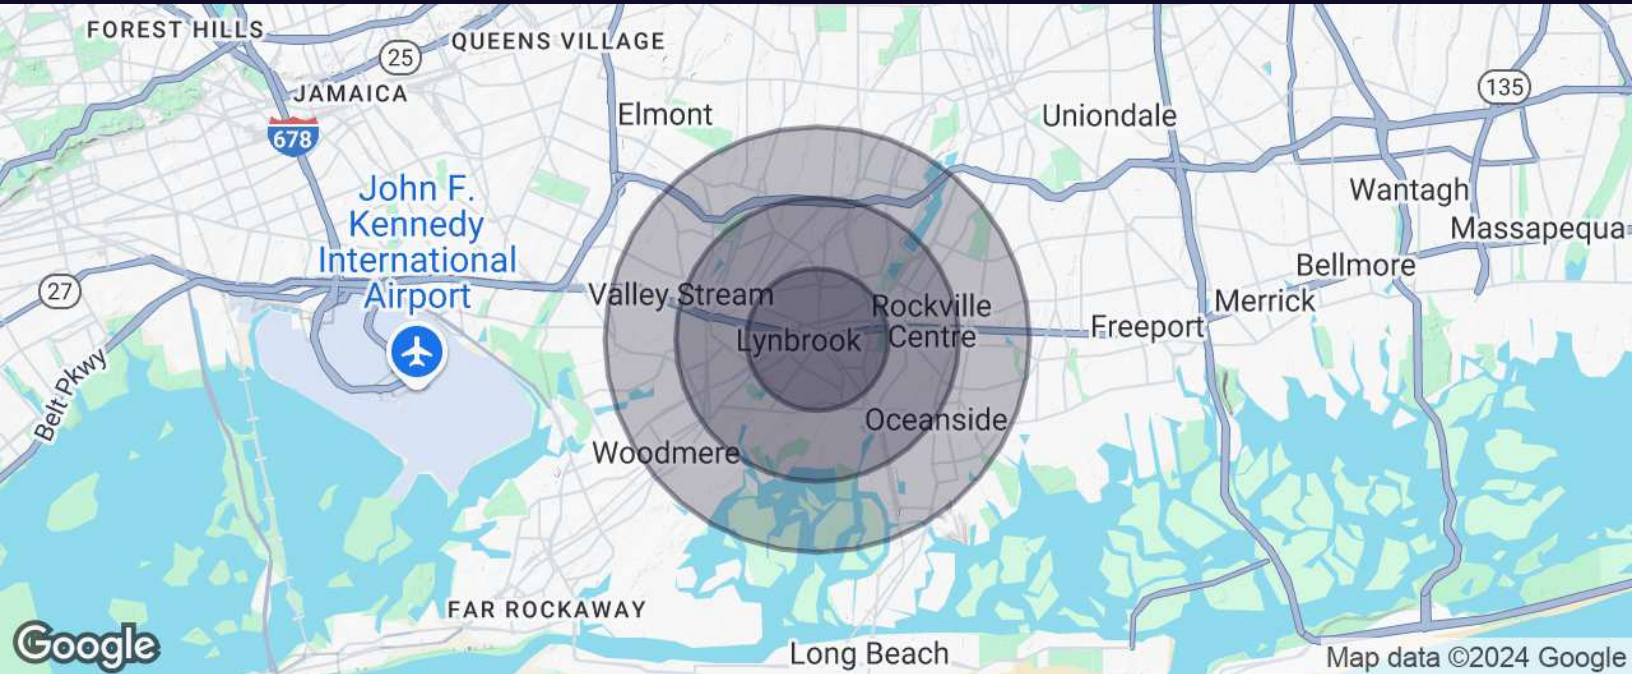 FOREST HILLS
25
QUEENS VILLAGE
JAMAICA
678
Elmont
Uniondale
135
John F.
Kennedy
International
Airport
Wantagh
Massapequa
27
Valley Stream
Rockville
Centre
Lynbrook
Bellmore
Merrick
Freeport
Belt Pkwy
Oceanside
Woodmere
FAR ROCKAWAY
Long Beach
Google
Map data ©2024 Google